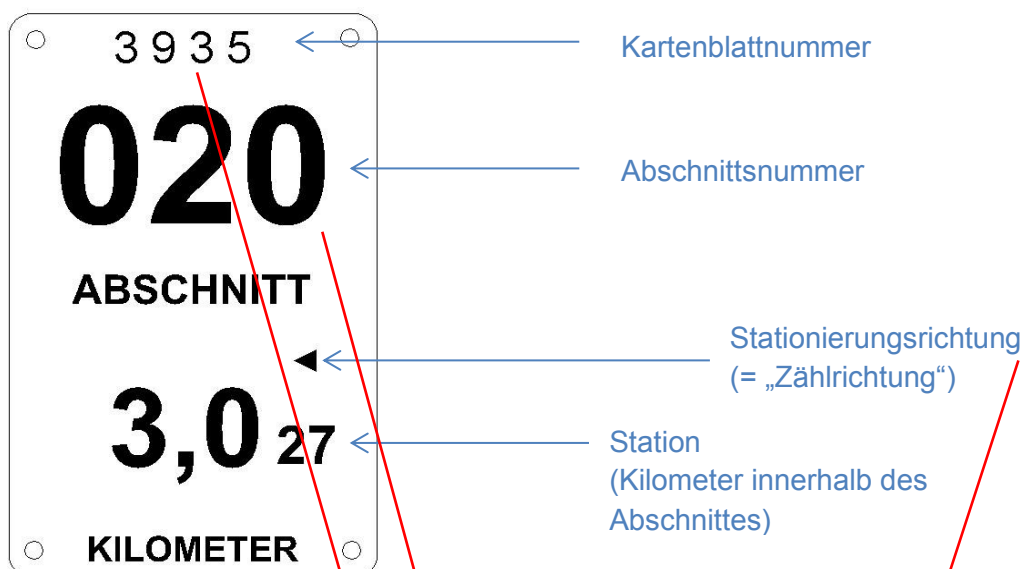 3935
Kartenblattnummer
020
Abschnittsnummer
ABSCHNITT
Stationierungsrichtung
(= „Zählrichtung“)
3,0 27
Station
(Kilometer innerhalb des
Abschnittes)
KILOMETER